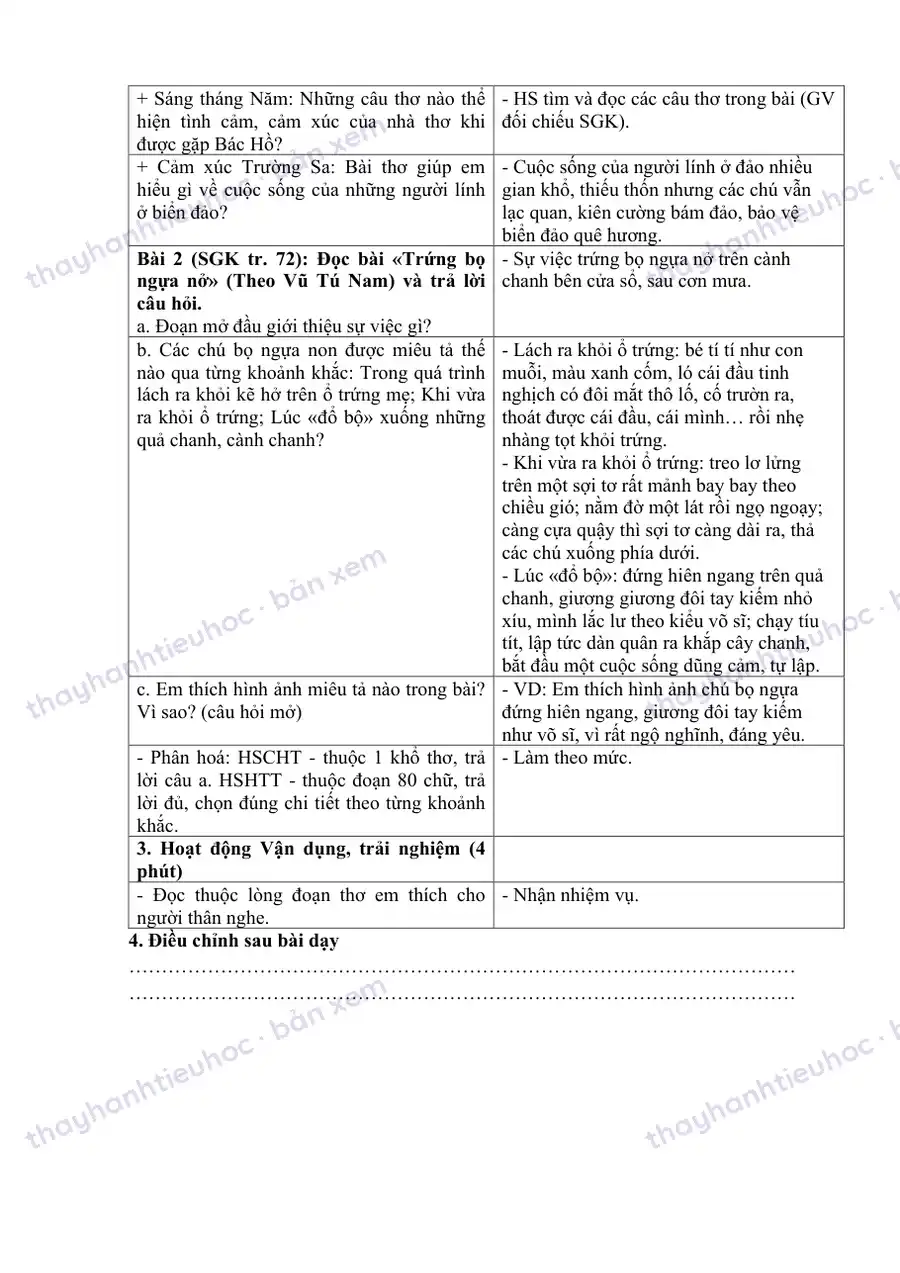 + Sáng tháng Năm: Những câu thơ nào thể
hiện tình cảm, cảm xúc của nhà thơ khi
được gặp Bác Hồ?
- HS tìm và đọc các câu thơ trong bài (GV
đối chiếu SGK).
+ Cảm xúc Trường Sa: Bài thơ giúp em
hiểu gì về cuộc sống của những người lính
ở biển đảo?
- Cuộc sống của người lính ở đảo nhiều
gian khổ, thiếu thốn nhưng các chú vẫn
lạc quan, kiên cường bám đảo, bảo vệ
biển đảo quê hương.
Bài 2 (SGK tr. 72): Đọc bài «Trứng bọ
ngựa nở» (Theo Vũ Tú Nam) và trả lời
câu hỏi.
a. Đoạn mở đầu giới thiệu sự việc gì?
- Sự việc trứng bọ ngựa nở trên cành
chanh bên cửa sổ, sau cơn mưa.
b. Các chú bọ ngựa non được miêu tả thế
nào qua từng khoảnh khắc: Trong quá trình
lách ra khỏi kẽ hở trên ổ trứng mẹ; Khi vừa
ra khỏi ổ trứng; Lúc «đổ bộ» xuống những
quả chanh, cành chanh?
- Lách ra khỏi ổ trứng: bé tí tí như con
muỗi, màu xanh cốm, ló cái đầu tinh
nghịch có đôi mắt thô lố, cố trườn ra,
thoát được cái đầu, cái mình… rồi nhẹ
nhàng tọt khỏi trứng.
- Khi vừa ra khỏi ổ trứng: treo lơ lửng
trên một sợi tơ rất mảnh bay bay theo
chiều gió; nằm đờ một lát rồi ngọ ngoạy;
càng cựa quậy thì sợi tơ càng dài ra, thả
các chú xuống phía dưới.
- Lúc «đổ bộ»: đứng hiên ngang trên quả
chanh, giương giương đôi tay kiếm nhỏ
xíu, mình lắc lư theo kiểu võ sĩ; chạy tíu
tít, lập tức dàn quân ra khắp cây chanh,
bắt đầu một cuộc sống dũng cảm, tự lập.
c. Em thích hình ảnh miêu tả nào trong bài?
Vì sao? (câu hỏi mở)
- VD: Em thích hình ảnh chú bọ ngựa
đứng hiên ngang, giương đôi tay kiếm
như võ sĩ, vì rất ngộ nghĩnh, đáng yêu.
- Phân hoá: HSCHT - thuộc 1 khổ thơ, trả
lời câu a. HSHTT - thuộc đoạn 80 chữ, trả
lời đủ, chọn đúng chi tiết theo từng khoảnh
khắc.
- Làm theo mức.
3. Hoạt động Vận dụng, trải nghiệm (4
phút)
- Đọc thuộc lòng đoạn thơ em thích cho
người thân nghe.
- Nhận nhiệm vụ.
4. Điều chỉnh sau bài dạy
…………………………………………………………………………………………
…………………………………………………………………………………………
thayhanhtieuhoc · bản xem
thayhanhtieuhoc · b
thayhanhtieuhoc · bản xem
thayhanhtieuhoc · b
thayhanhtieuhoc · bản xem
thayhanhtieuhoc · b